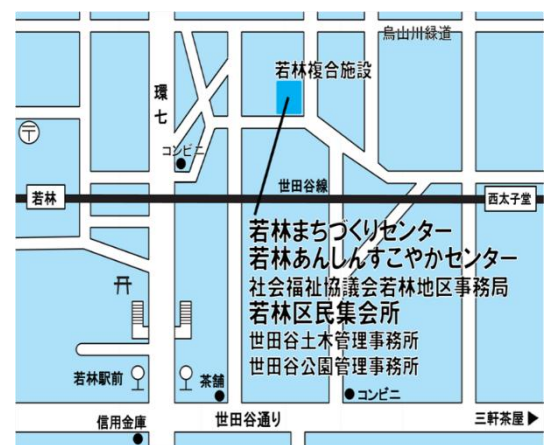 烏山川緑道
若林複合施設
環七
〒
コンビニ
世田谷線
若林
西太子堂
若林まちづくりセンター
若林あんしんすこやかセンター
社会福祉協議会若林地区事務局
若林区民集会所
世田谷土木管理事務所
世田谷公園管理事務所
若林駅前
茶舗
コンビニ
信用金庫
世田谷通り
三軒茶屋▶